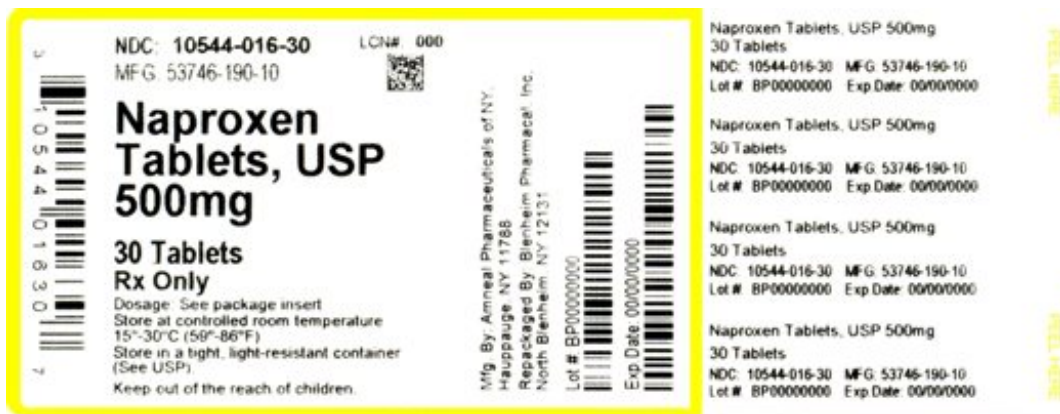 NDC: 10544-016-30
LCN#: 000
MFG: 53746-190-10
Naproxen
Tablets, USP
500mg
30 Tablets
Rx Only
Dosage: See package insert
Store at controlled room temperature
15°-30°C (59°-86°F)
Store in a tight, light-resistant container
(See USP).
Keep out of the reach of children.
3 10544 01630 7
Mfg. By: Amneal Pharmaceuticals of NY,
Hauppauge, NY 11788
Repackaged By: Blenheim Pharmacal, Inc.
North Blenheim, NY 12131
Lot # BP00000000
Exp Date: 00/00/0000
Naproxen Tablets, USP 500mg
30 Tablets
NDC: 10544-016-30 MFG: 53746-190-10
Lot #: BP00000000 Exp Date: 00/00/0000
Naproxen Tablets, USP 500mg
30 Tablets
NDC: 10544-016-30 MFG: 53746-190-10
Lot #: BP00000000 Exp Date: 00/00/0000
Naproxen Tablets, USP 500mg
30 Tablets
NDC: 10544-016-30 MFG: 53746-190-10
Lot #: BP00000000 Exp Date: 00/00/0000
Naproxen Tablets, USP 500mg
30 Tablets
NDC: 10544-016-30 MFG: 53746-190-10
Lot #: BP00000000 Exp Date: 00/00/0000
PEEL HERE
PEEL HERE